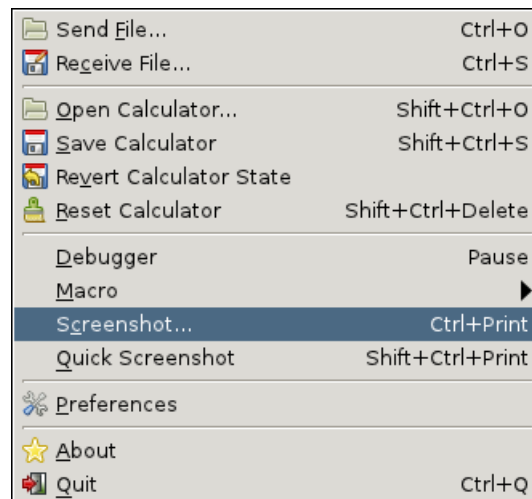 Send File... Ctrl+O
Receive File... Ctrl+S
Open Calculator... Shift+Ctrl+O
Save Calculator Shift+Ctrl+S
Revert Calculator State
Reset Calculator Shift+Ctrl+Delete
Debugger Pause
Macro
Screenshot... Ctrl+Print
Quick Screenshot Shift+Ctrl+Print
Preferences
About
Quit Ctrl+Q